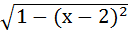 √(1 − (x − 2)²)